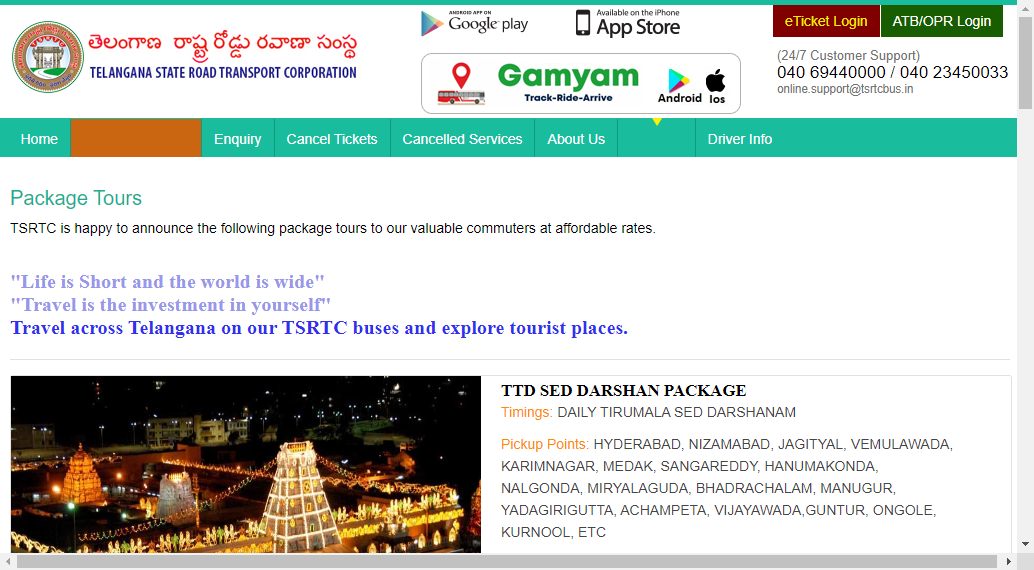 ANDROID APP ON
Google play
Available on the iPhone
App Store
eTicket Login
ATB/OPR Login
తెలంగాణ రాష్ట్ర రోడ్డు రవాణా సంస్థ
TELANGANA STATE ROAD TRANSPORT CORPORATION
Gamyam
Track-Ride-Arrive
Android
Ios
(24/7 Customer Support)
040 69440000 / 040 23450033
online.support@tsrtcbus.in
Home
Enquiry
Cancel Tickets
Cancelled Services
About Us
Driver Info
Package Tours
TSRTC is happy to announce the following package tours to our valuable commuters at affordable rates.
"Life is Short and the world is wide"
"Travel is the investment in yourself"
Travel across Telangana on our TSRTC buses and explore tourist places.
TTD SED DARSHAN PACKAGE
Timings: DAILY TIRUMALA SED DARSHANAM
Pickup Points: HYDERABAD, NIZAMABAD, JAGITYAL, VEMULAWADA,
KARIMNAGAR, MEDAK, SANGAREDDY, HANUMAKONDA,
NALGONDA, MIRYALAGUDA, BHADRACHALAM, MANUGUR,
YADAGIRIGUTTA, ACHAMPETA, VIJAYAWADA,GUNTUR, ONGOLE,
KURNOOL, ETC